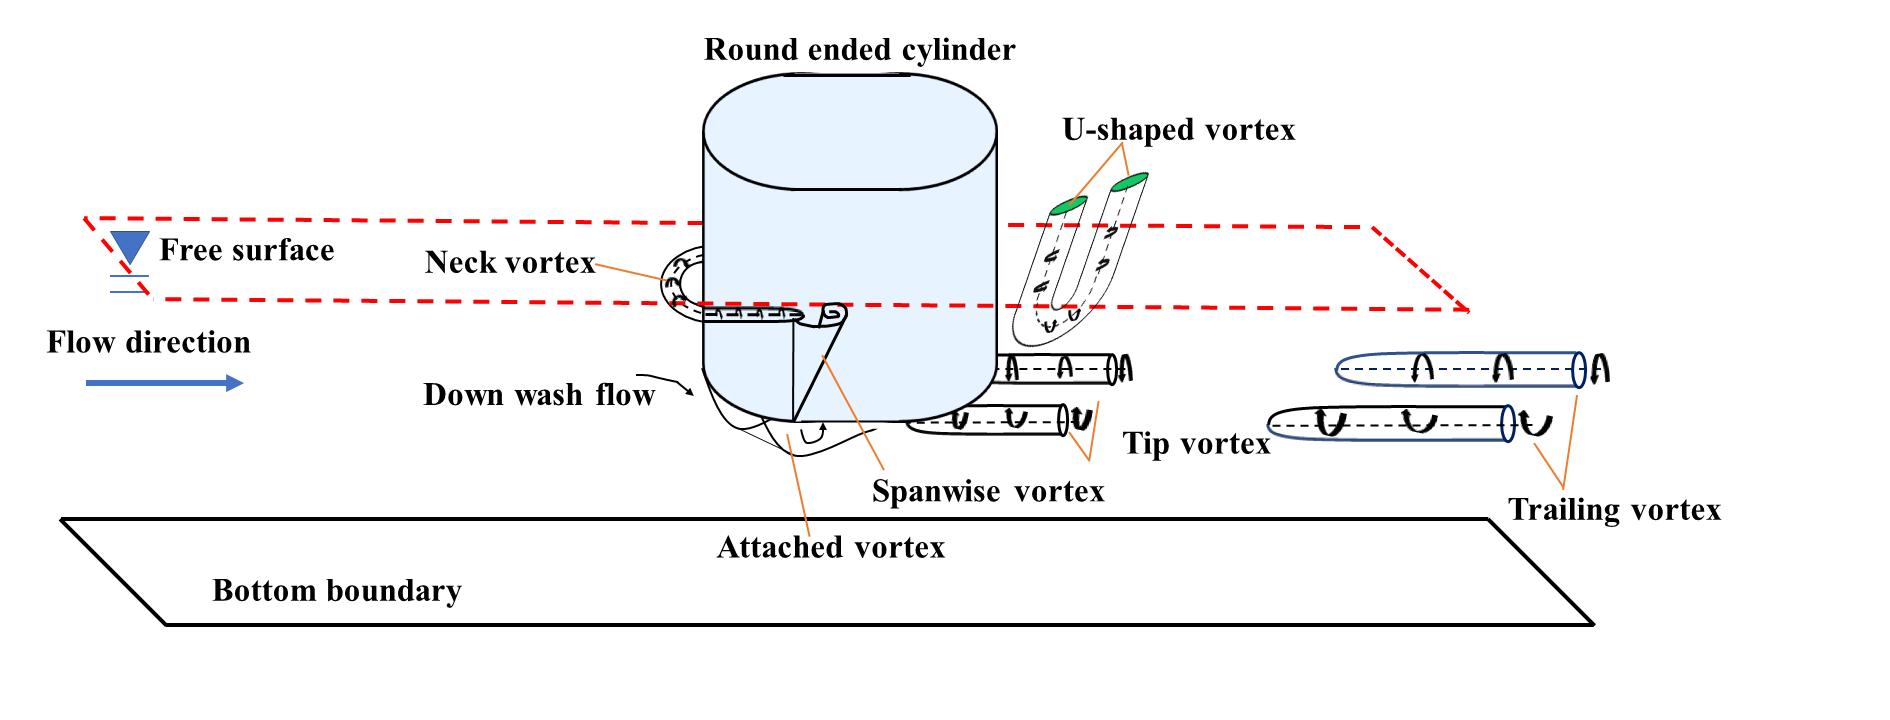 Round ended cylinder
U-shaped vortex
Free surface
Neck vortex
Flow direction
Down wash flow
Tip vortex
Spanwise vortex
Trailing vortex
Attached vortex
Bottom boundary